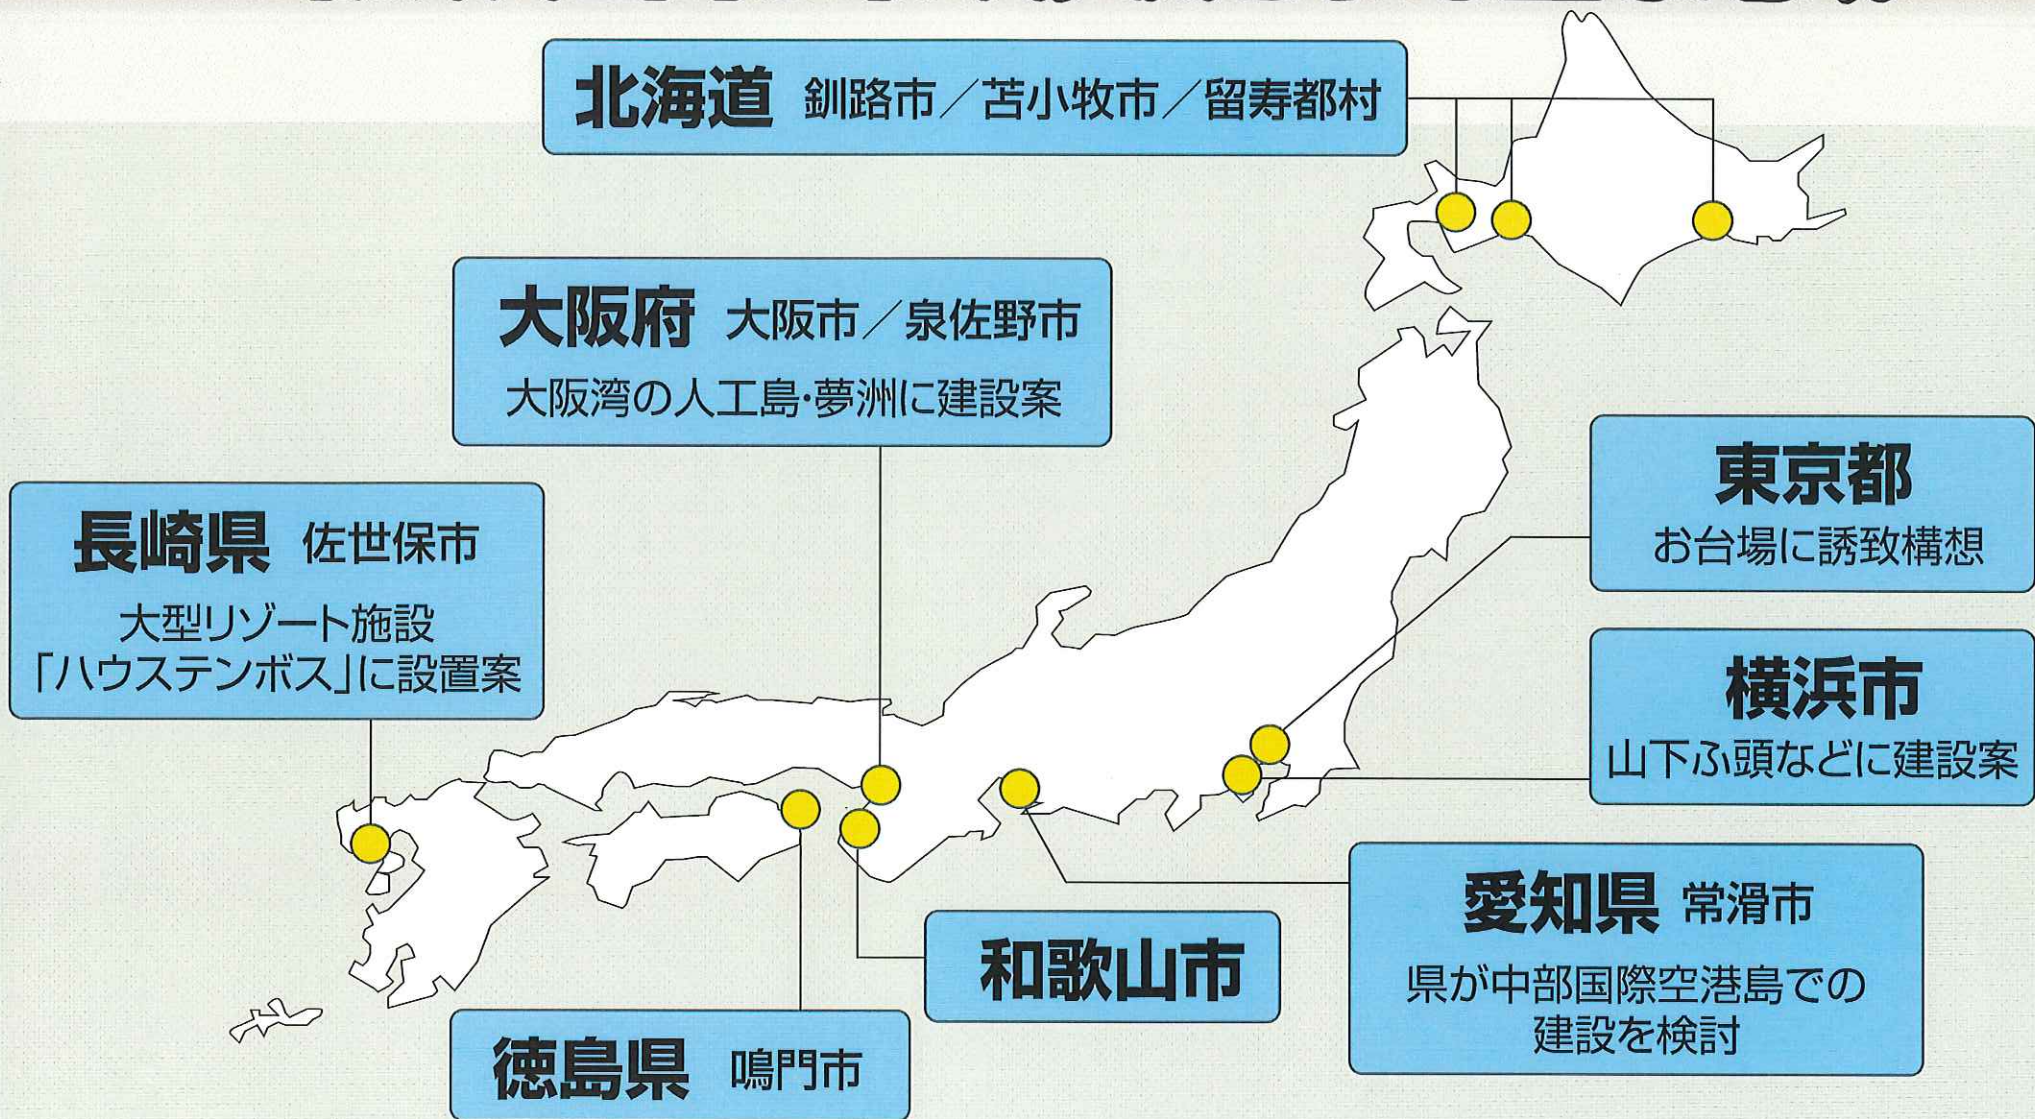 北海道 釧路市／苫小牧市／留寿都村
大阪府 大阪市／泉佐野市
大阪湾の人工島・夢洲に建設案
長崎県 佐世保市
大型リゾート施設
「ハウステンボス」に設置案
東京都
お台場に誘致構想
横浜市
山下ふ頭などに建設案
愛知県 常滑市
県が中部国際空港島での
建設を検討
和歌山市
徳島県 鳴門市